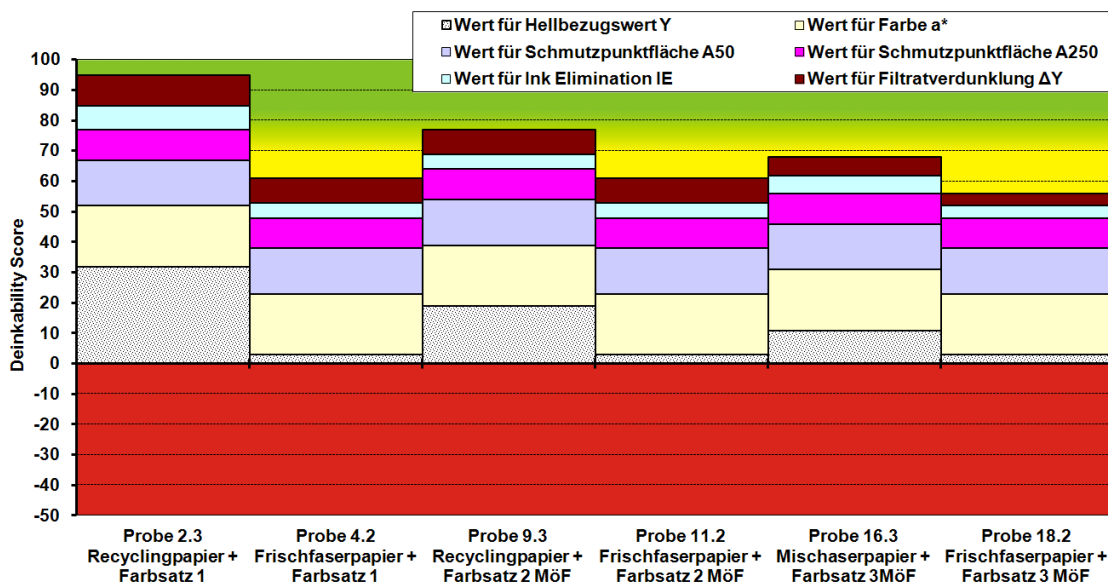 Wert für Hellbezugswert Y
Wert für Farbe a*
Wert für Schmutzpunktfläche A50
Wert für Schmutzpunktfläche A250
Wert für Ink Elimination IE
Wert für Filtratverdunklung ΔY
Deinkability Score
100
90
80
70
60
50
40
30
20
10
0
-10
-20
-30
-40
-50
Probe 2.3
Recyclingpapier +
Farbsatz 1
Probe 4.2
Frischfaserpapier +
Farbsatz 1
Probe 9.3
Recyclingpapier +
Farbsatz 2 MöF
Probe 11.2
Frischfaserpapier +
Farbsatz 2 MöF
Probe 16.3
Mischaserpapier +
Farbsatz 3MöF
Probe 18.2
Frischfaserpapier +
Farbsatz 3 MöF